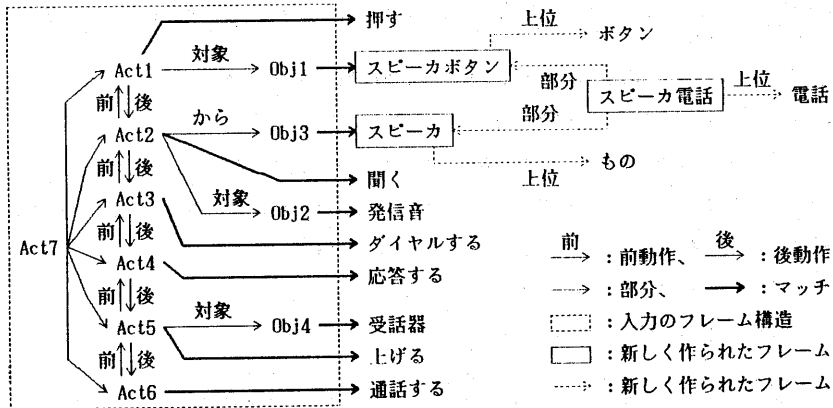 押す
上位
ボタン
対象
Act1
Obj1
スピーカボタン
部分
上位
前 後
スピーカ電話
電話
から
部分
Act2
Obj3
スピーカ
もの
前 後
聞く
上位
対象
Act3
Obj2
発信音
Act7
前 後
ダイヤルする
前 :前動作、 後 :後動作
Act4
応答する
:部分、 :マッチ
前 後
対象
Act5
Obj4
受話器
:入力のフレーム構造
前 後
上げる
:新しく作られたフレーム
Act6
通話する
:新しく作られたフレーム